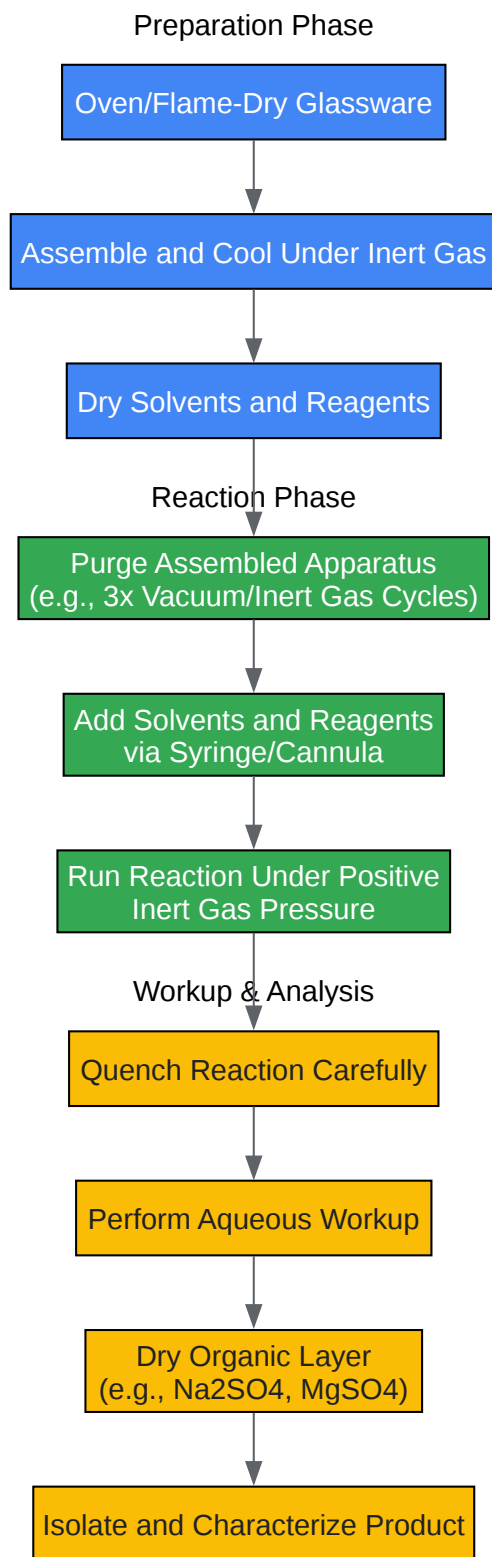 Preparation Phase
Oven/Flame-Dry Glassware
Assemble and Cool Under Inert Gas
Dry Solvents and Reagents
Reaction Phase
Purge Assembled Apparatus
(e.g., 3x Vacuum/Inert Gas Cycles)
Add Solvents and Reagents
via Syringe/Cannula
Run Reaction Under Positive
Inert Gas Pressure
Workup & Analysis
Quench Reaction Carefully
Perform Aqueous Workup
Dry Organic Layer
(e.g., Na2SO4, MgSO4)
Isolate and Characterize Product